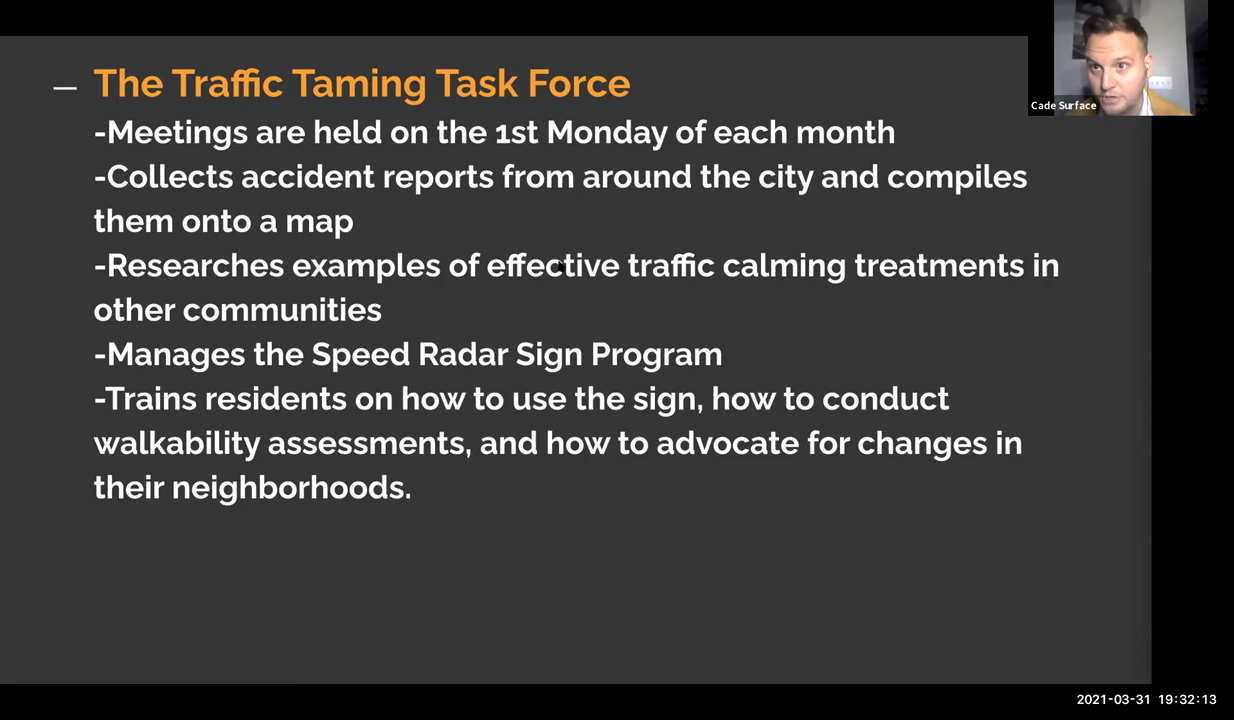 The Traffic Taming Task Force
-Meetings are held on the 1st Monday of each month
-Collects accident reports from around the city and compiles
them onto a map
-Researches examples of effective traffic calming treatments in
other communities
-Manages the Speed Radar Sign Program
-Trains residents on how to use the sign, how to conduct
walkability assessments, and how to advocate for changes in
their neighborhoods.
Cade Surface
2021-03-31 19:32:13